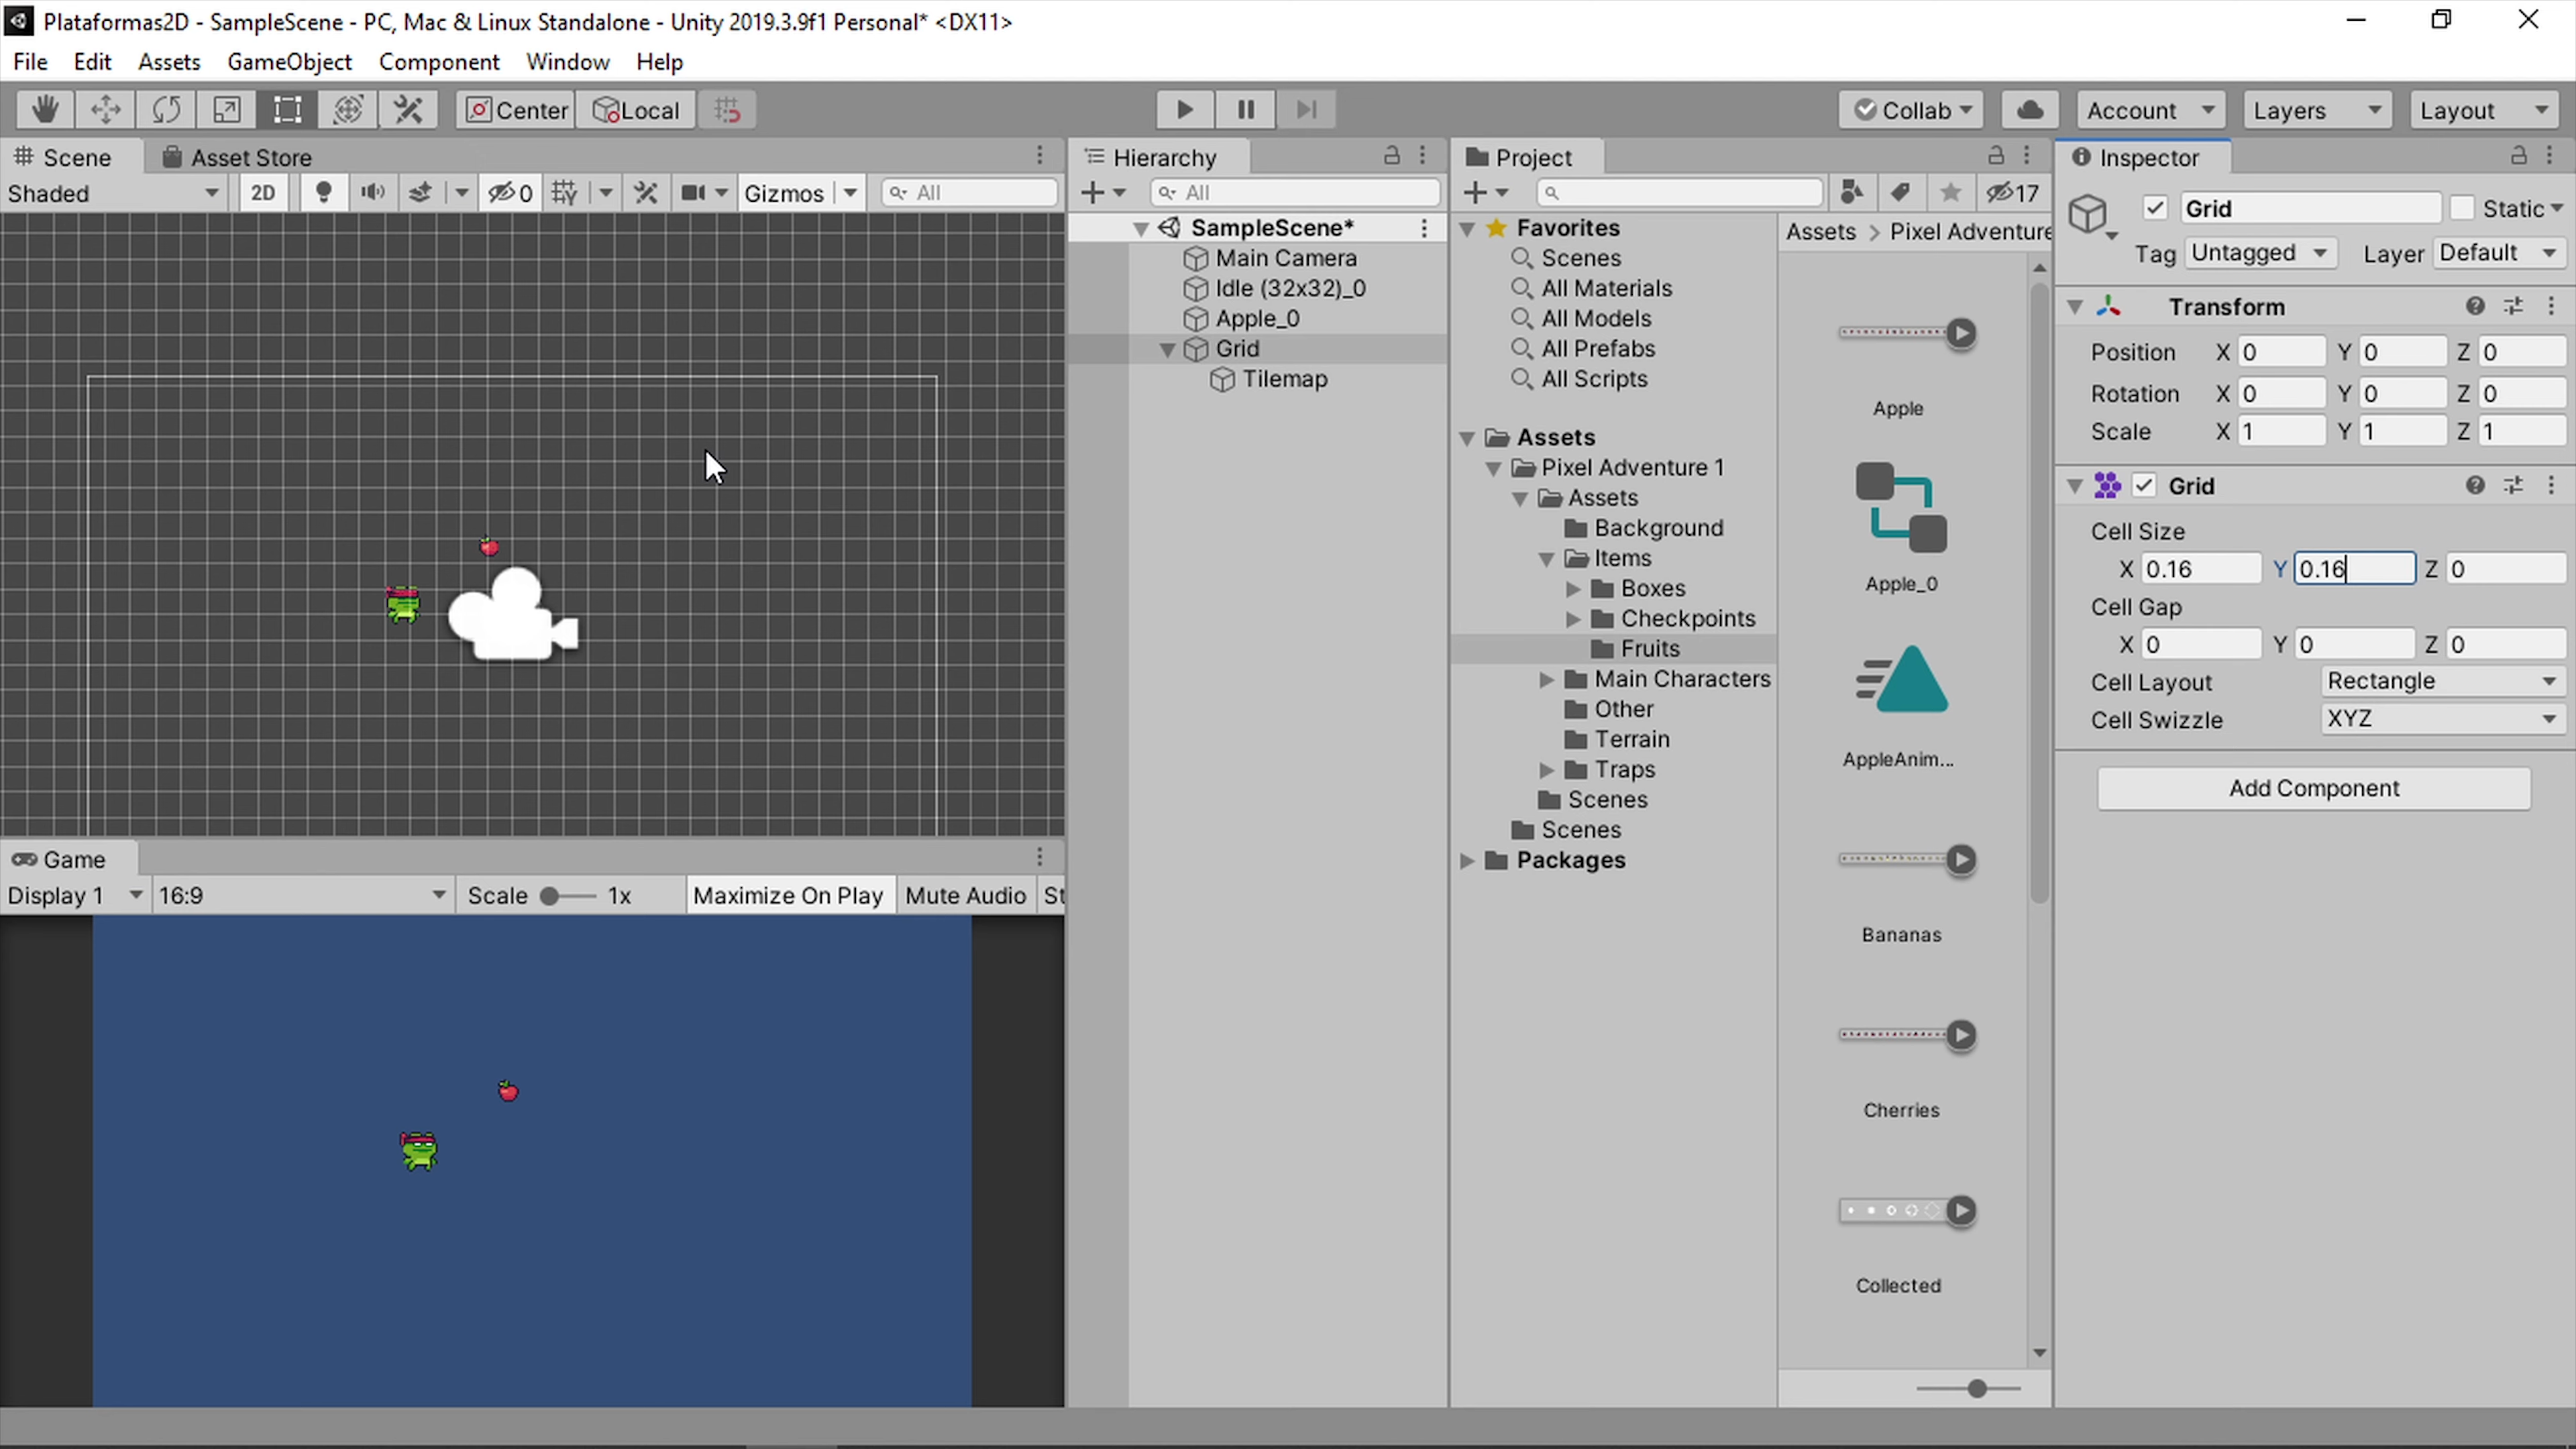 Plataformas2D - SampleScene - PC, Mac & Linux Standalone - Unity 2019.3.9f1 Personal* <DX11>
File Edit Assets GameObject Component Window Help
Center Local Collab Account Layers Layout
Scene Asset Store
Shaded 2D 0 Gizmos All
Hierarchy
All
SampleScene*
Main Camera
Idle (32x32)_0
Apple_0
Grid
Tilemap
Project
17
Favorites
Scenes
All Materials
All Models
All Prefabs
All Scripts
Assets
Pixel Adventure 1
Assets
Background
Items
Boxes
Checkpoints
Fruits
Main Characters
Other
Terrain
Traps
Scenes
Scenes
Packages
Assets > Pixel Adventure
Apple
Apple_0
AppleAnim...
Bananas
Cherries
Collected
Inspector
Grid Static
Tag Untagged Layer Default
Transform
Position X 0 Y 0 Z 0
Rotation X 0 Y 0 Z 0
Scale X 1 Y 1 Z 1
Grid
Cell Size
X 0.16 Y 0.16 Z 0
Cell Gap
X 0 Y 0 Z 0
Cell Layout Rectangle
Cell Swizzle XYZ
Add Component
Game
Display 1 16:9 Scale 1x Maximize On Play Mute Audio St